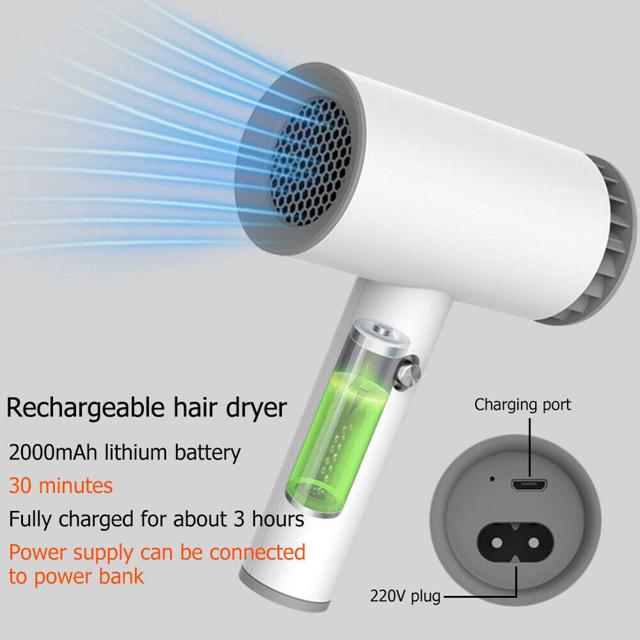 Rechargeable hair dryer
2000mAh lithium battery
30 minutes
Fully charged for about 3 hours
Power supply can be connected
to power bank
Charging port
220V plug